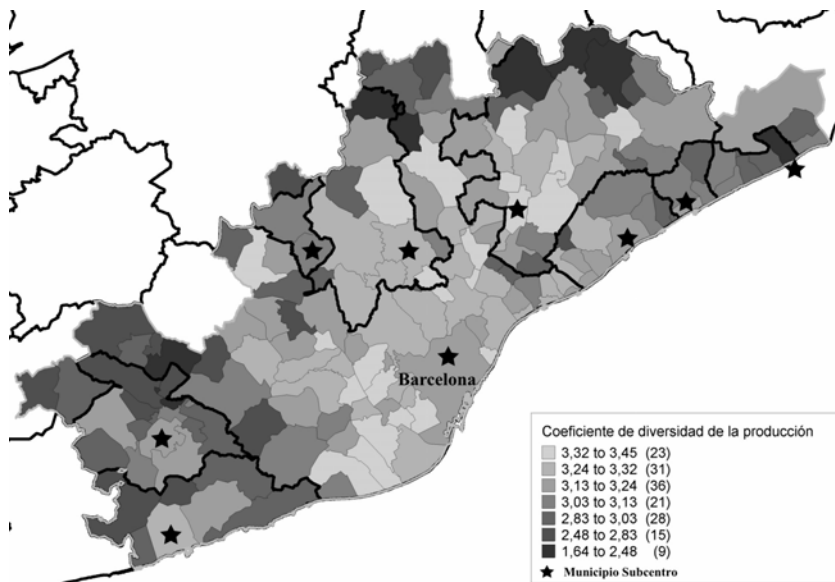 Barcelona
Coeficiente de diversidad de la producción
3,32 to 3,45 (23)
3,24 to 3,32 (31)
3,13 to 3,24 (36)
3,03 to 3,13 (21)
2,83 to 3,03 (28)
2,48 to 2,83 (15)
1,64 to 2,48 (9)
Municipio Subcentro